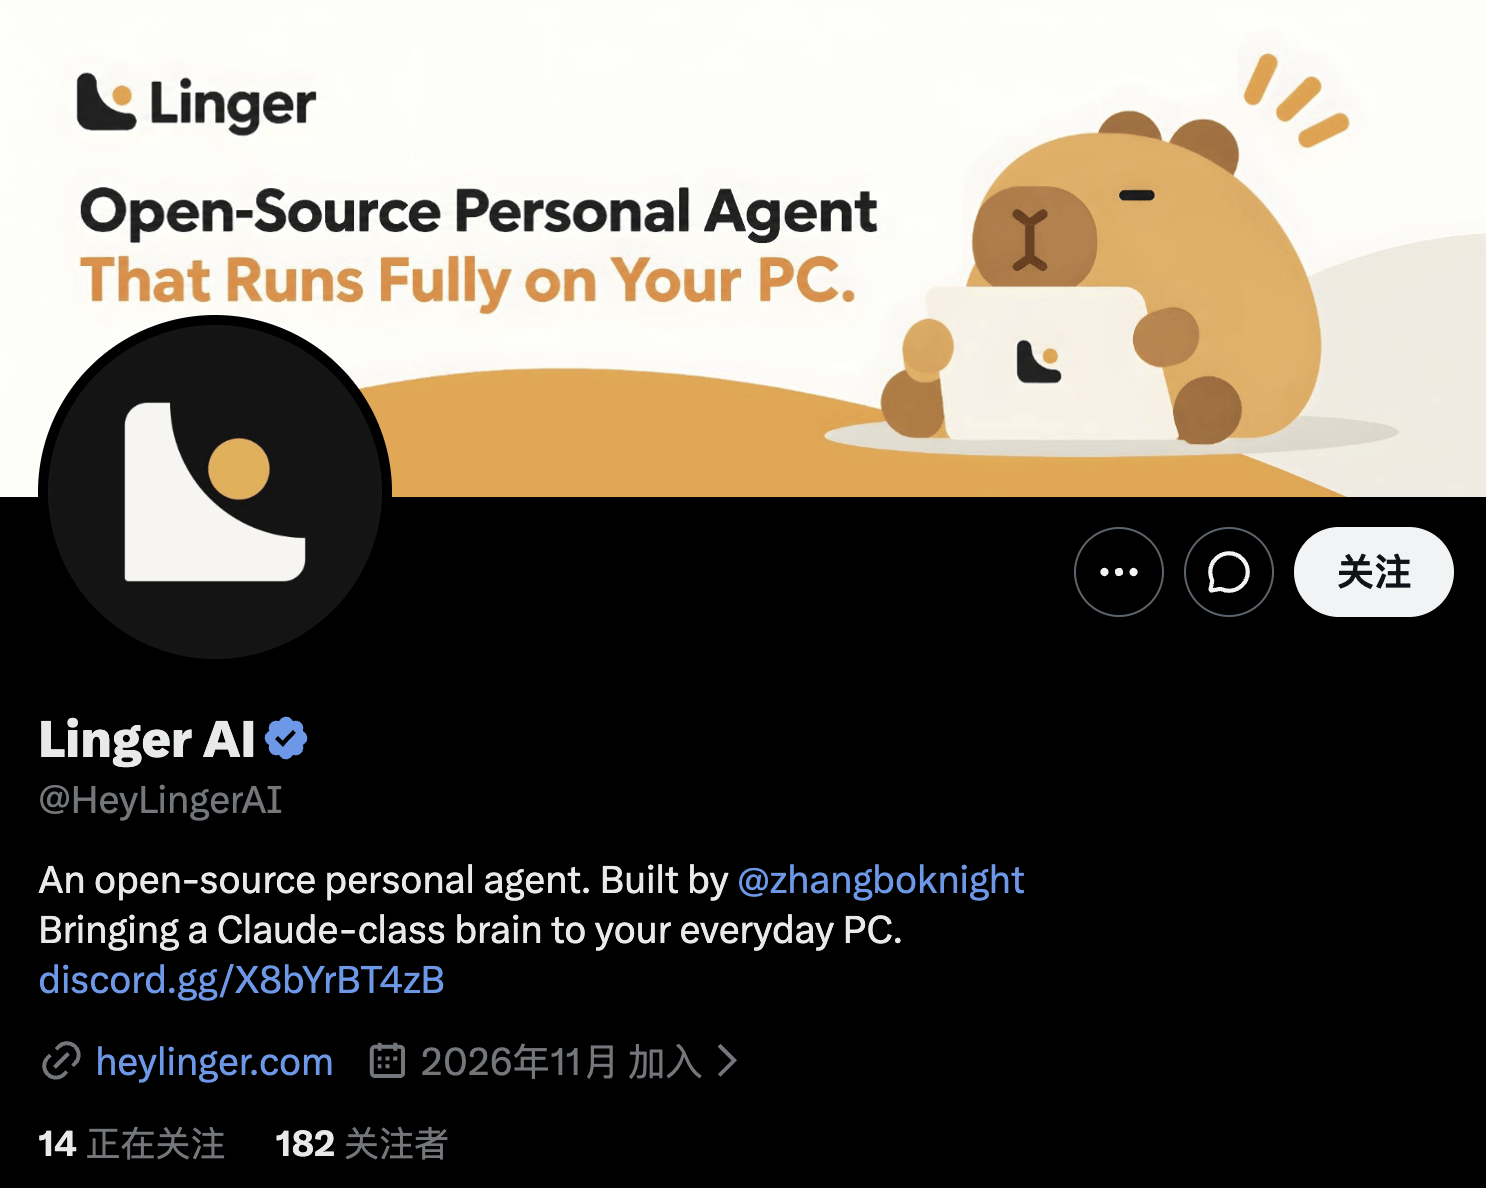 Linger
Open-Source Personal Agent
That Runs Fully on Your PC.
关注
Linger AI
@HeyLingerAI
An open-source personal agent. Built by @zhangboknight
Bringing a Claude-class brain to your everyday PC.
discord.gg/X8bYrBT4zB
heylinger.com 2026年11月 加入
14 正在关注 182 关注者